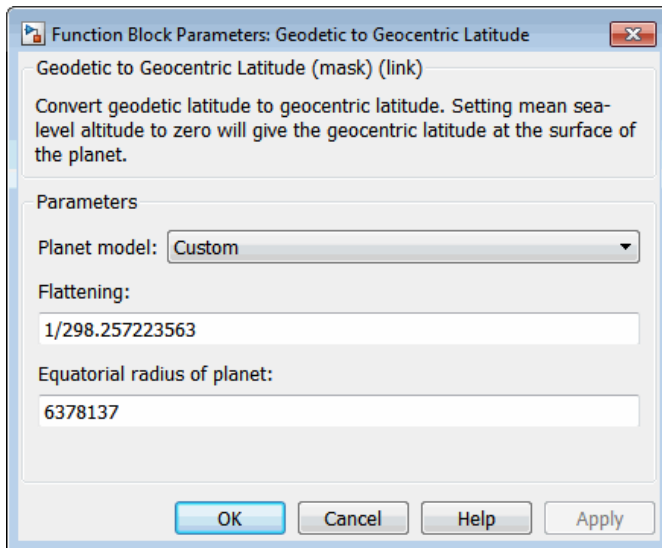 Function Block Parameters: Geodetic to Geocentric Latitude
Geodetic to Geocentric Latitude (mask) (link)
Convert geodetic latitude to geocentric latitude. Setting mean sea-
level altitude to zero will give the geocentric latitude at the surface of
the planet.
Parameters
Planet model: Custom
Flattening:
1/298.257223563
Equatorial radius of planet:
6378137
OK Cancel Help Apply